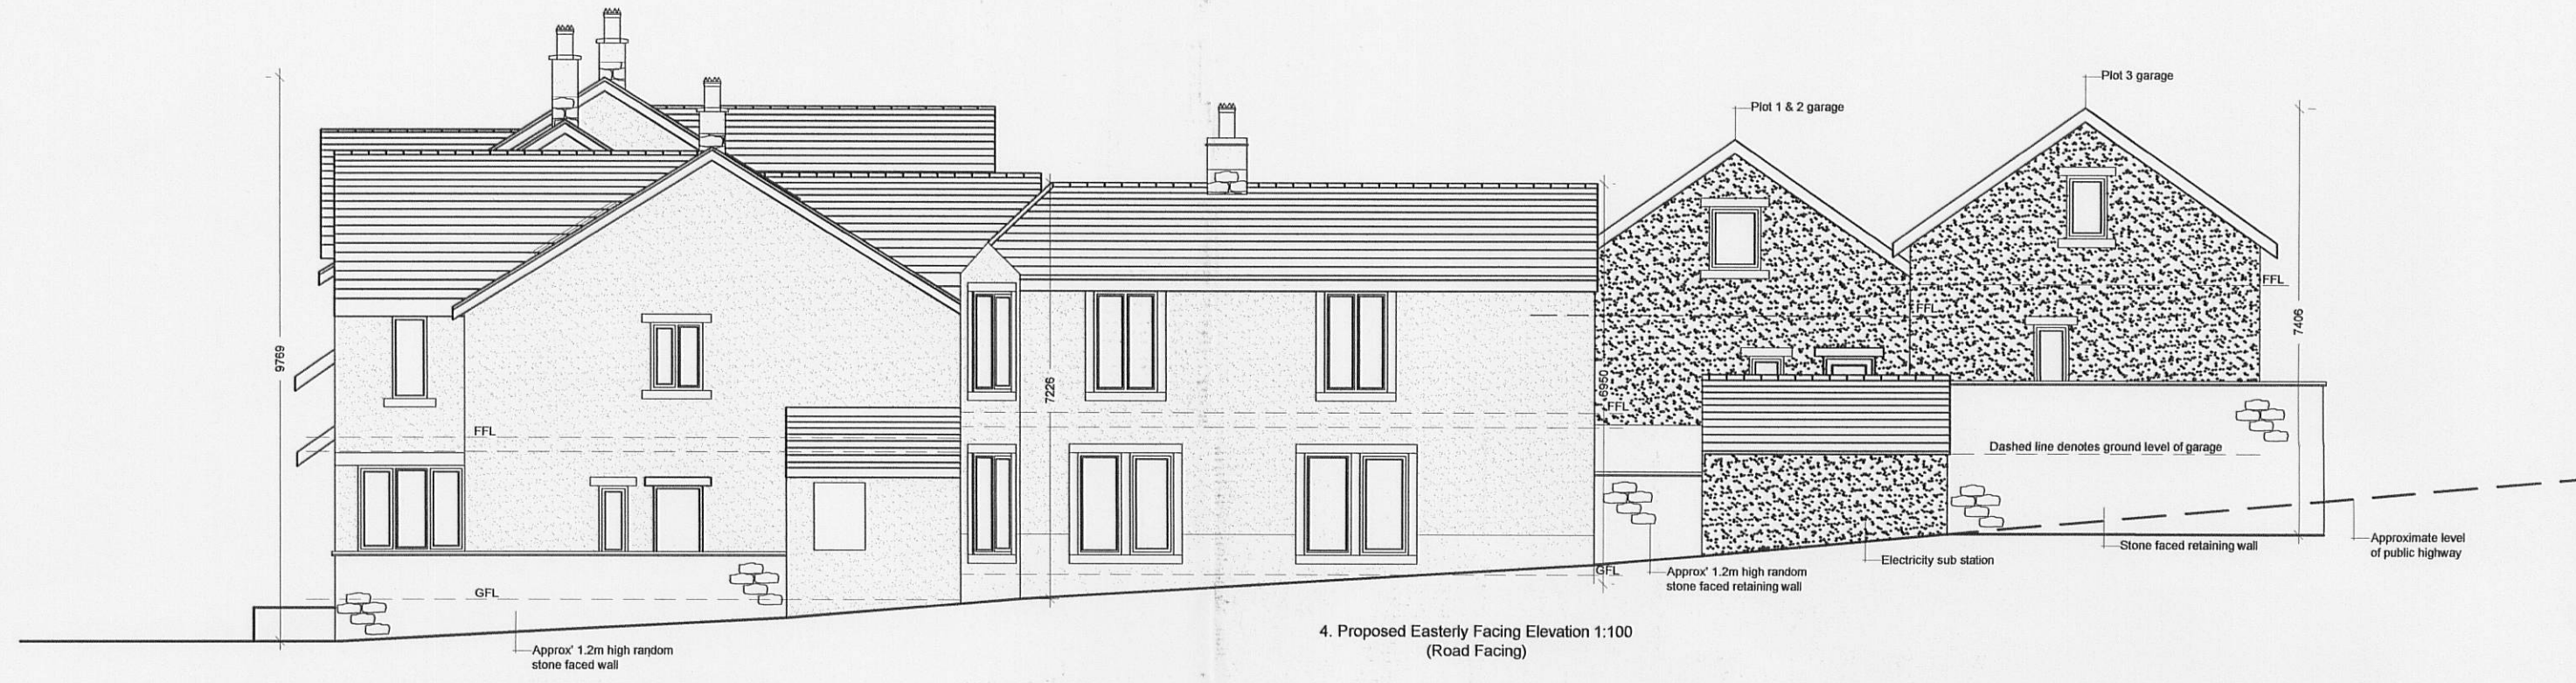 Plot 3 garage
Plot 1 & 2 garage
FFL
FFL
9769
7406
7226
6950
FFL
FFL
Dashed line denotes ground level of garage
Approximate level
of public highway
Stone faced retaining wall
Electricity sub station
GFL
Approx' 1.2m high random
stone faced retaining wall
GFL
4. Proposed Easterly Facing Elevation 1:100
(Road Facing)
Approx' 1.2m high random
stone faced wall